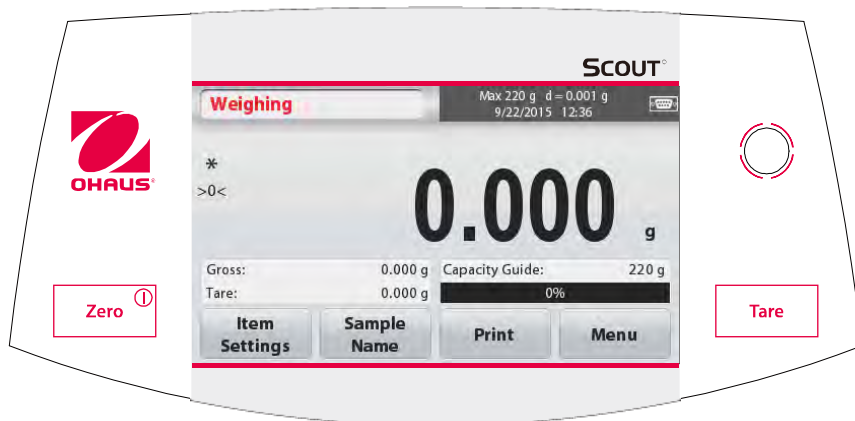 SCOUT
Weighing
Max 220 g d = 0.001 g
9/22/2015 12:36
OHAUS
*
>0<
0.000 g
Gross: 0.000 g
Tare: 0.000 g
Capacity Guide: 220 g
0%
Zero
Item Settings
Sample Name
Print
Menu
Tare